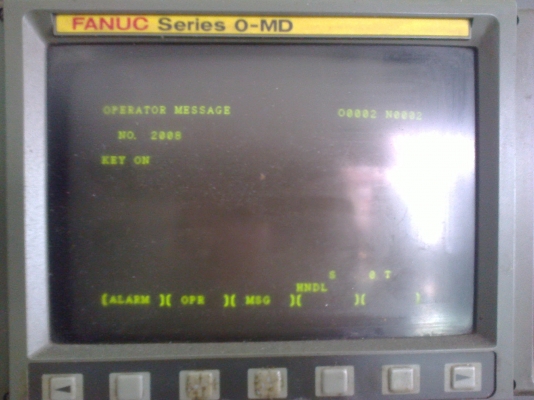 FANUC Series O-MD
OPERATOR MESSAGE O0002 N0002
NO. 2008
KEY ON
S 0 T
HNDL
[ALARM ][ OPR ][ MSG ][ ][ ]